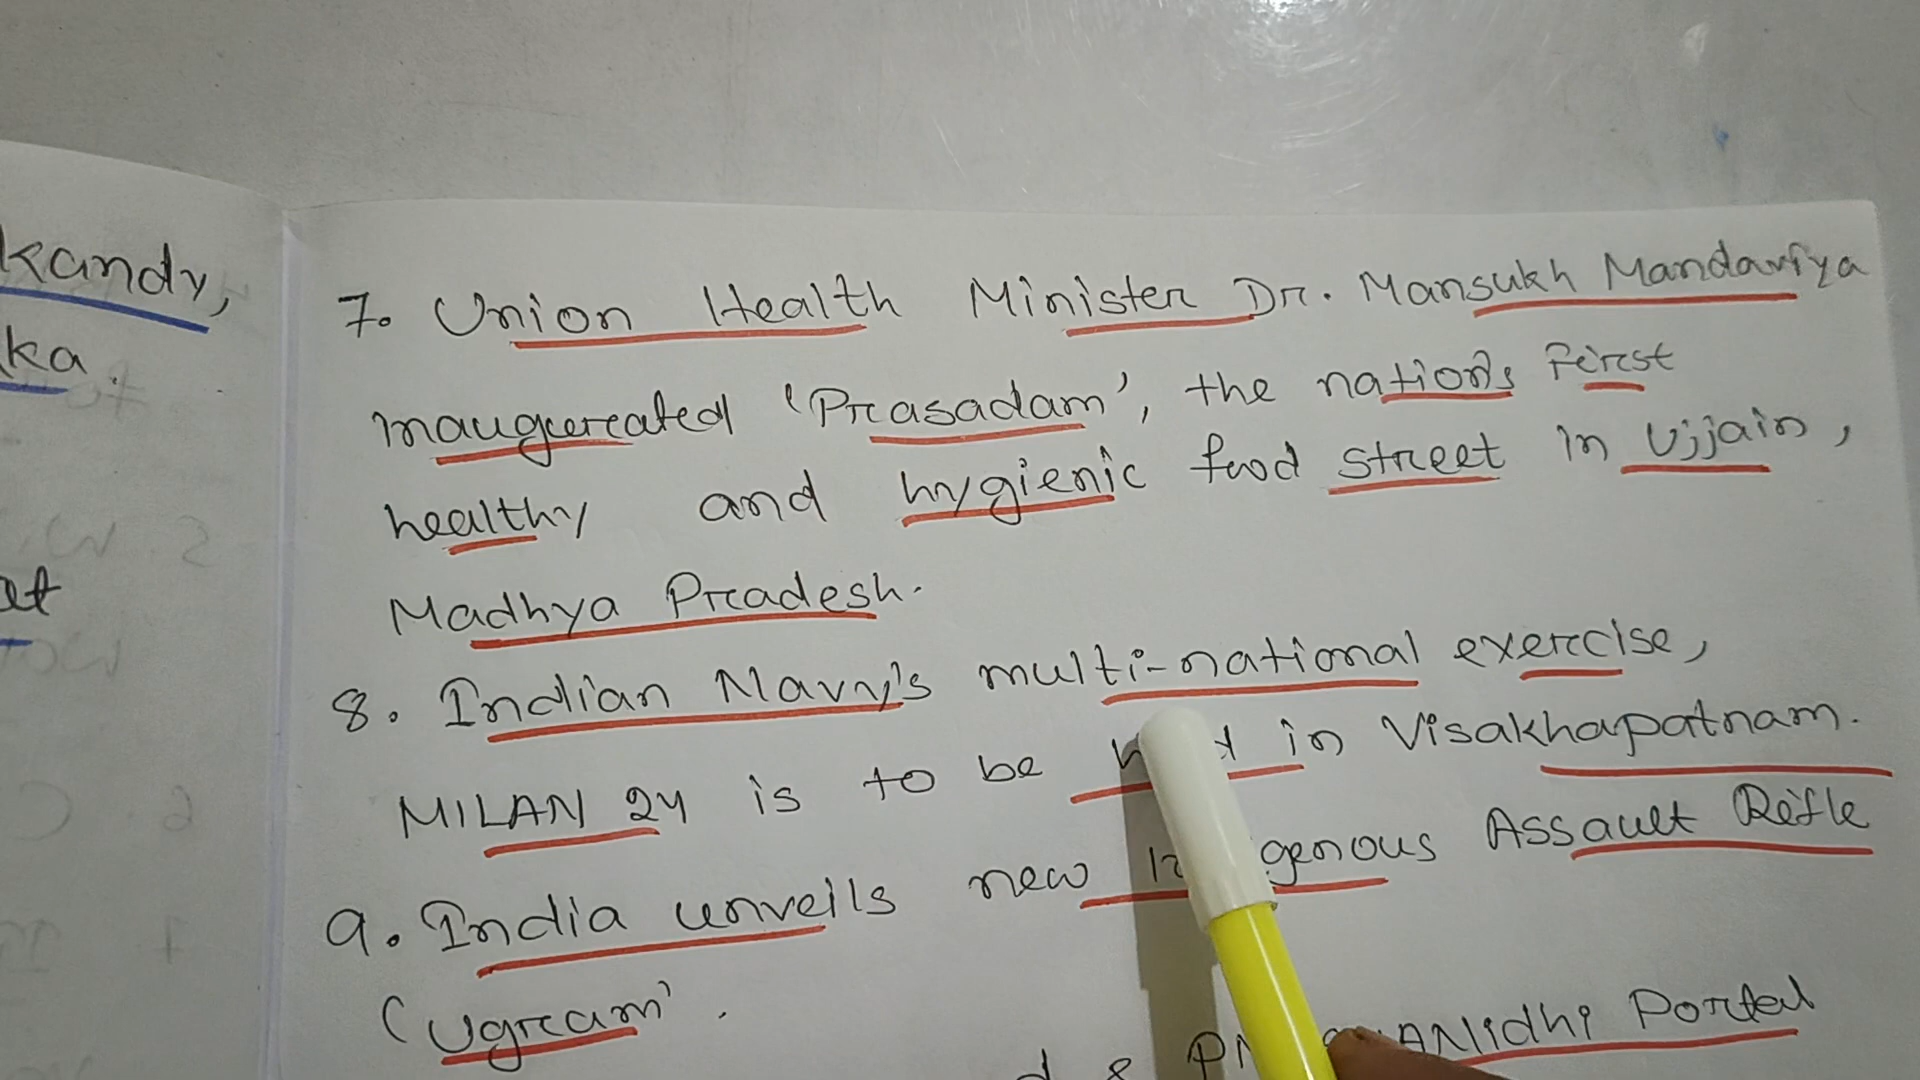 kandy,
ka.
at
7. Union Health Minister Dr. Mansukh Mandaviya
inaugurated 'Prasadam', the nation's first
healthy and hygienic food street in Ujjain,
Madhya Pradesh.
8. Indian Navy's multi-national exercise,
MILAN 24 is to be in Visakhapatnam.
9. India unveils new Assault Rifle
'Ugram'.
& Portal